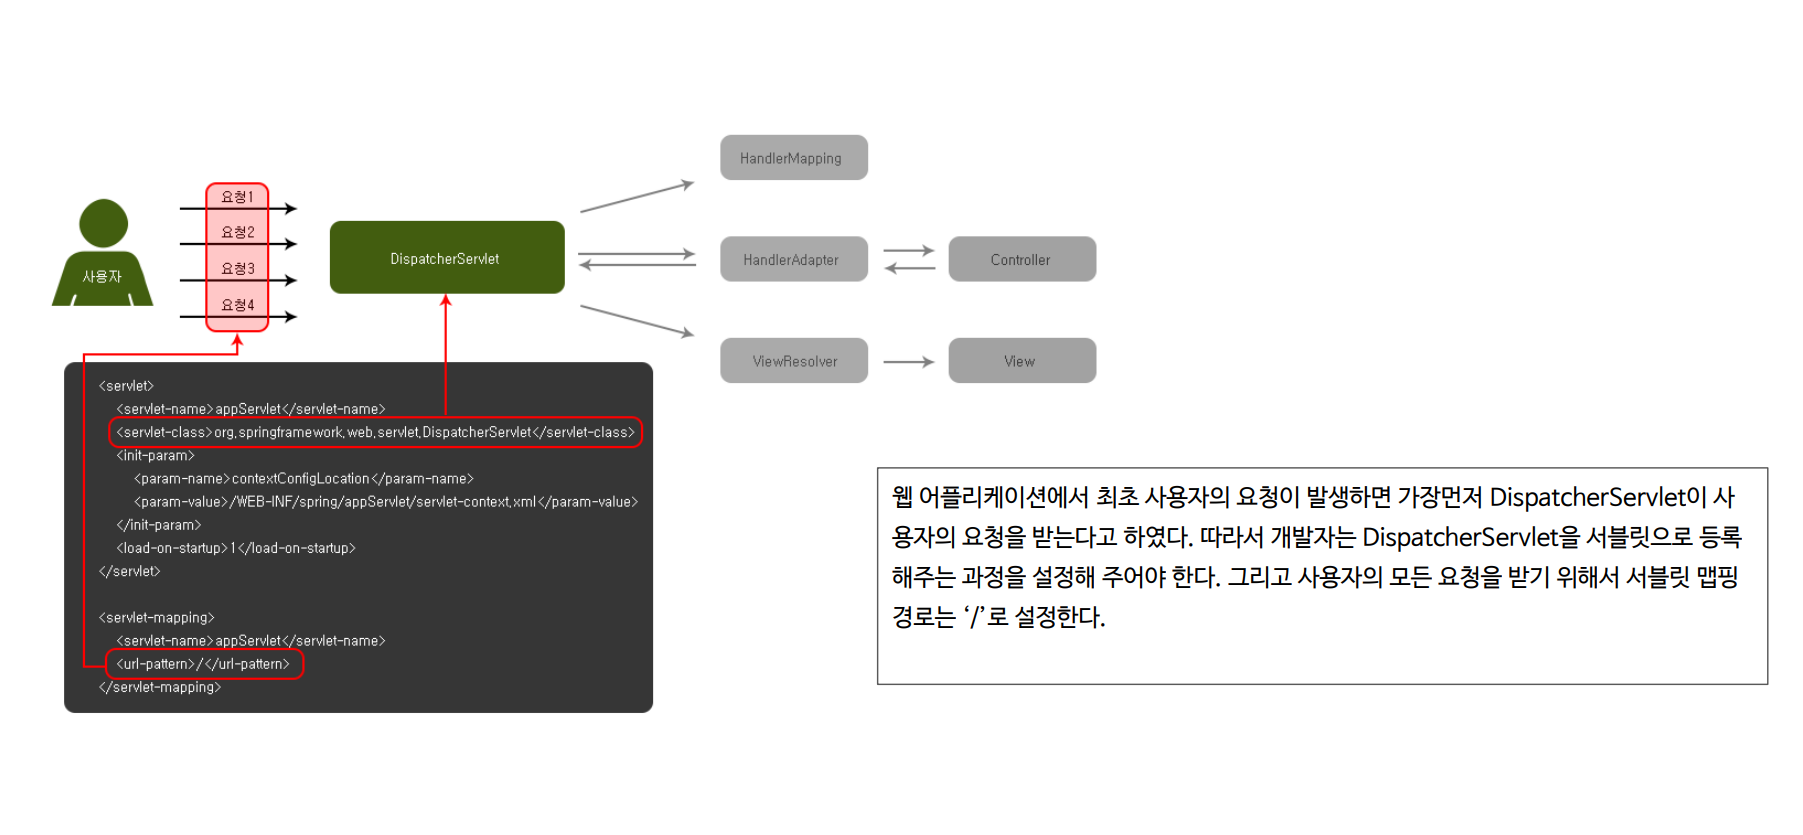 HandlerMapping
요청1
요청2
사용자
요청3
요청4
DispatcherServlet
HandlerAdapter
Controller
ViewResolver
View
<servlet>
<servlet-name>appServlet</servlet-name>
<servlet-class>org.springframework.web.servlet.DispatcherServlet</servlet-class>
<init-param>
<param-name>contextConfigLocation</param-name>
<param-value>/WEB-INF/spring/appServlet/servlet-context.xml</param-value>
</init-param>
<load-on-startup>1</load-on-startup>
</servlet>
<servlet-mapping>
<servlet-name>appServlet</servlet-name>
<url-pattern>/</url-pattern>
</servlet-mapping>
웹 어플리케이션에서 최초 사용자의 요청이 발생하면 가장먼저 DispatcherServlet이 사
용자의 요청을 받는다고 하였다. 따라서 개발자는 DispatcherServlet을 서블릿으로 등록
해주는 과정을 설정해 주어야 한다. 그리고 사용자의 모든 요청을 받기 위해서 서블릿 맵핑
경로는 ‘/’로 설정한다.